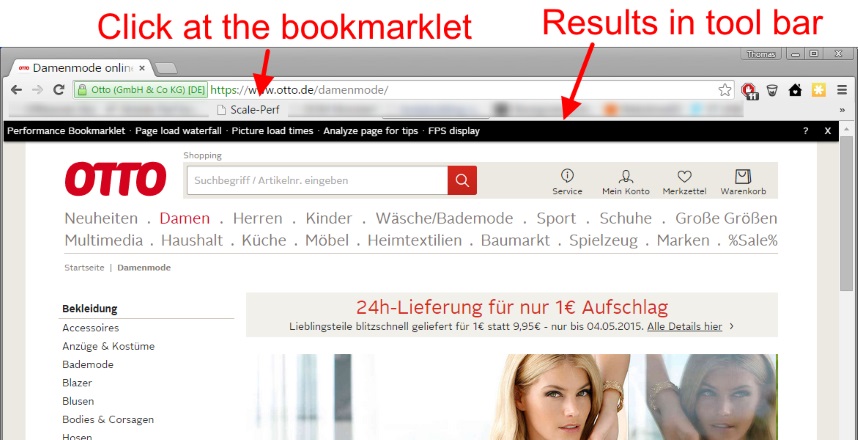 Click at the bookmarklet
Results in tool bar
Thomas
OTTO Damenmode online
Otto (GmbH & Co KG) [DE] https://www.otto.de/damenmode/
Scale-Perf
Performance Bookmarklet · Page load waterfall · Picture load times · Analyze page for tips · FPS display ? X
Shopping
OTTO
Suchbegriff / Artikelnr. eingeben
Service Mein Konto Merkzettel Warenkorb
Neuheiten . Damen . Herren . Kinder . Wäsche/Bademode . Sport . Schuhe . Große Größen
Multimedia . Haushalt . Küche . Möbel . Heimtextilien . Baumarkt . Spielzeug . Marken . %Sale%
Startseite | Damenmode
Bekleidung
Accessoires
Anzüge & Kostüme
Bademode
Blazer
Blusen
Bodies & Corsagen
Hosen
24h-Lieferung für nur 1€ Aufschlag
Lieblingsteile blitzschnell geliefert für 1€ statt 9,95€ - nur bis 04.05.2015. Alle Details hier >